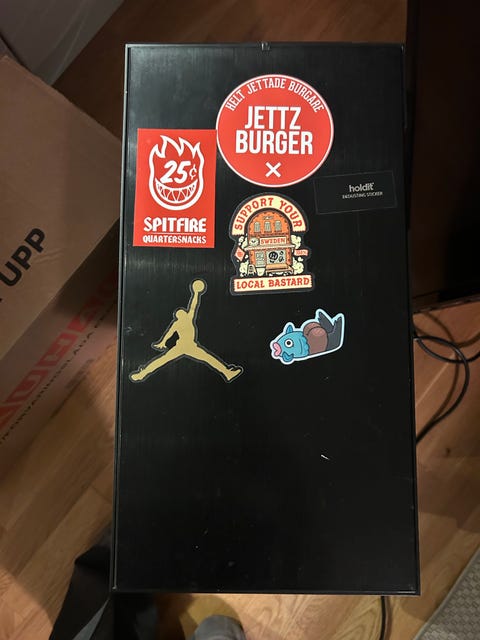 HELT JETTADE BURGARE
JETTZ
BURGER
25¢
SPITFIRE
QUARTERSNACKS
holdit
SUPPORT YOUR
SWEDEN
LOCAL BASTARD
UPP